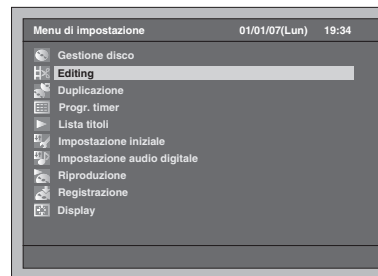 Menu di impostazione 01/01/07(Lun) 19:34
Gestione disco
Editing
Duplicazione
Progr. timer
Lista titoli
Impostazione iniziale
Impostazione audio digitale
Riproduzione
Registrazione
Display